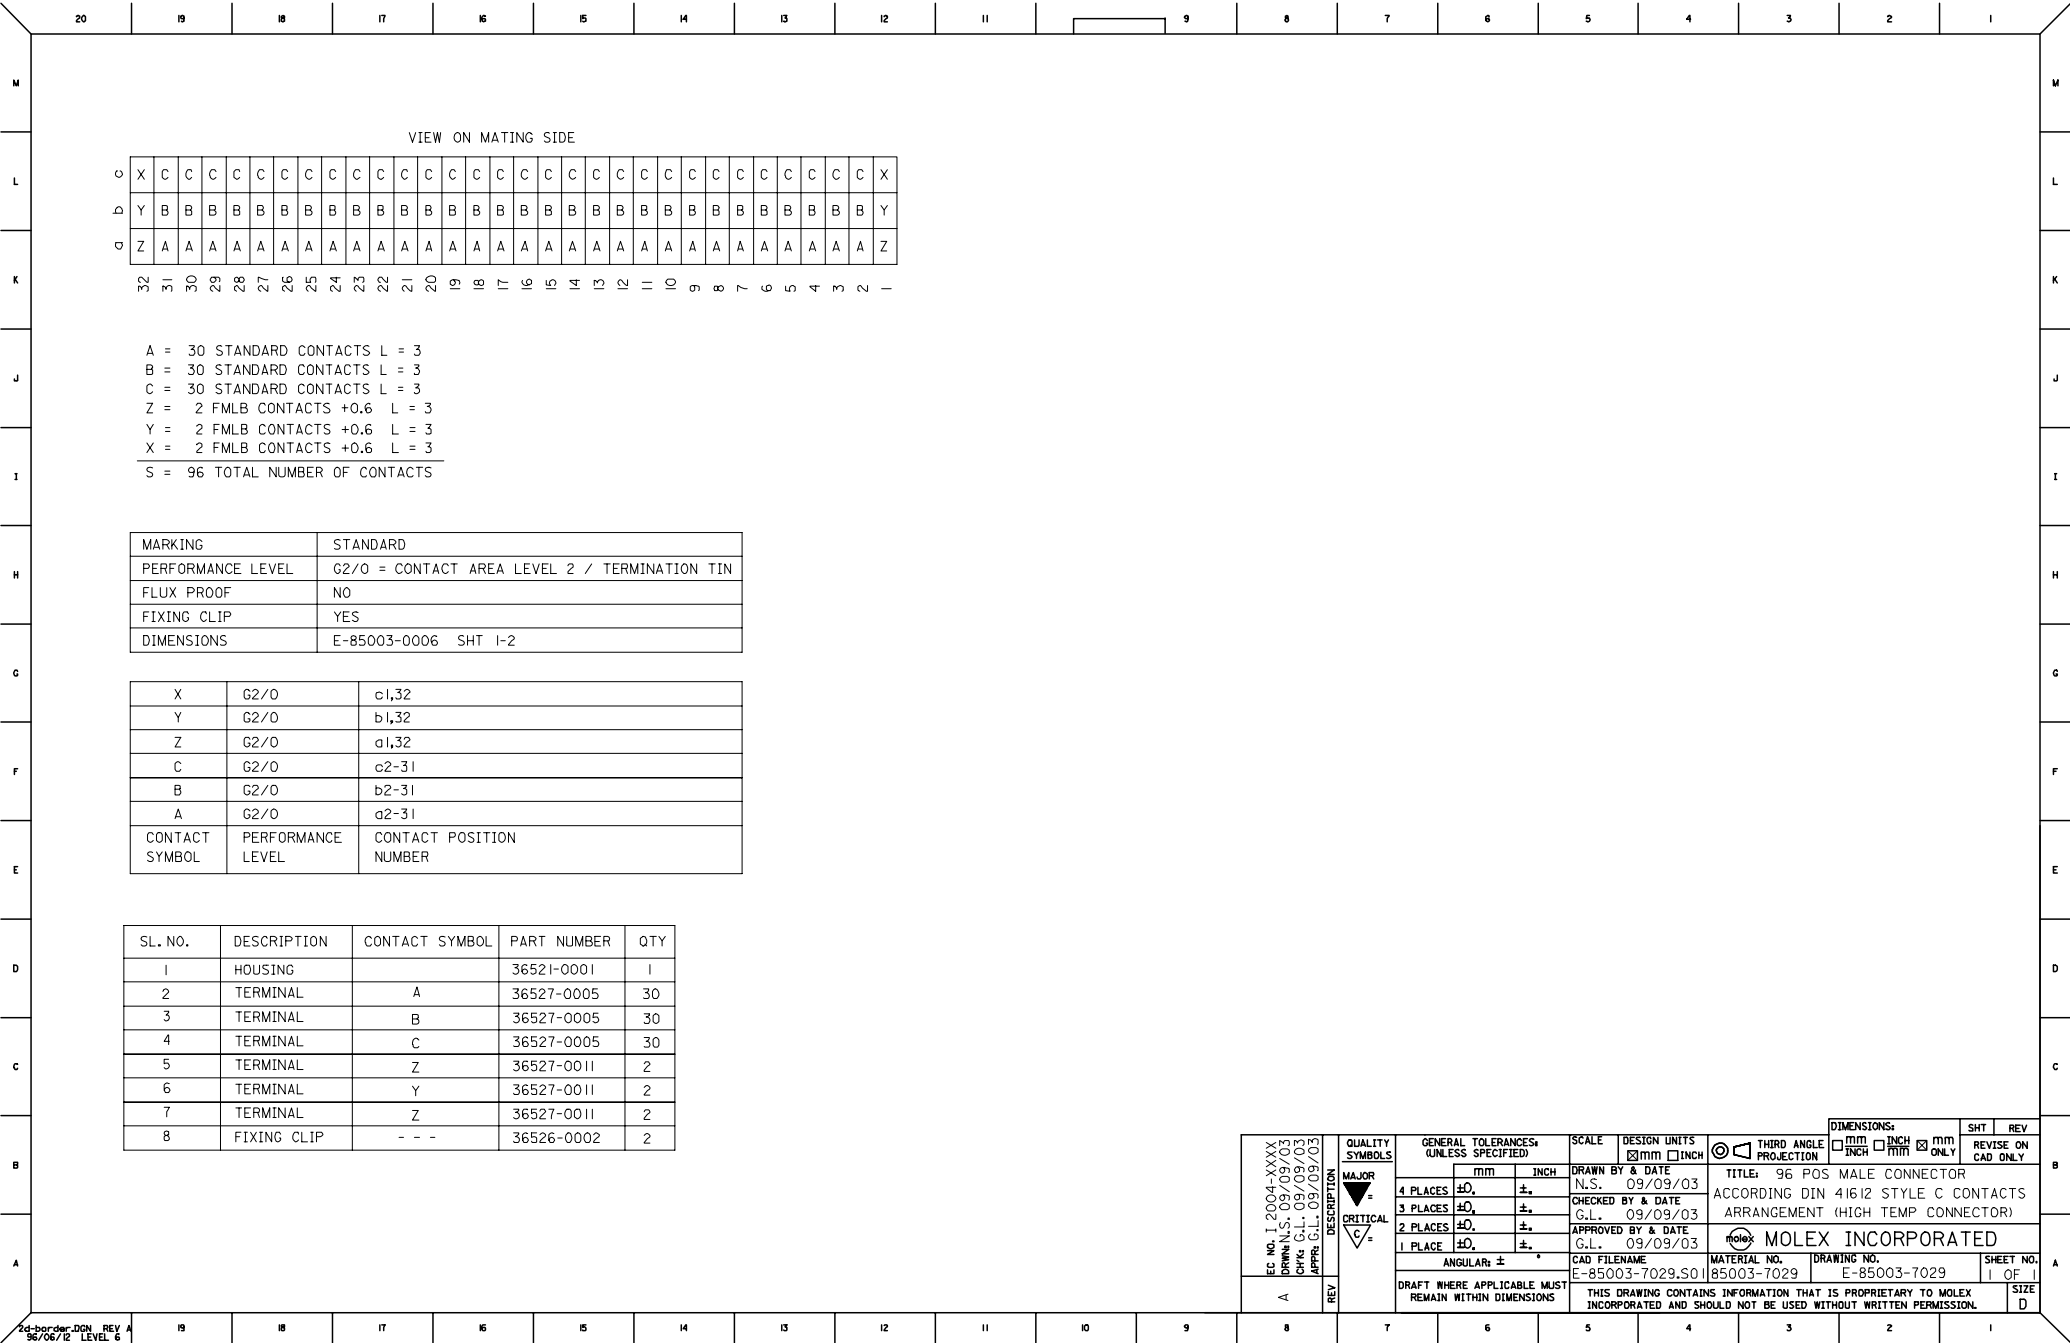 20 19 18 17 16 15 14 13 12 11 9 8 7 6 5 4 3 2 1
M M
L L
K K
J J
I I
H H
G G
F F
E E
D D
C C
B B
A A
VIEW ON MATING SIDE
c X C C C C C C C C C C C C C C C C C C C C C C C C C C C C C C X
b Y B B B B B B B B B B B B B B B B B B B B B B B B B B B B B B Y
a Z A A A A A A A A A A A A A A A A A A A A A A A A A A A A A A Z
32 31 30 29 28 27 26 25 24 23 22 21 20 19 18 17 16 15 14 13 12 11 10 9 8 7 6 5 4 3 2 1
A = 30 STANDARD CONTACTS L = 3
B = 30 STANDARD CONTACTS L = 3
C = 30 STANDARD CONTACTS L = 3
Z = 2 FMLB CONTACTS +0.6 L = 3
Y = 2 FMLB CONTACTS +0.6 L = 3
X = 2 FMLB CONTACTS +0.6 L = 3
S = 96 TOTAL NUMBER OF CONTACTS
MARKING STANDARD
PERFORMANCE LEVEL G2/0 = CONTACT AREA LEVEL 2 / TERMINATION TIN
FLUX PROOF NO
FIXING CLIP YES
DIMENSIONS E-85003-0006 SHT 1-2
X G2/0 c1,32
Y G2/0 b1,32
Z G2/0 a1,32
C G2/0 c2-31
B G2/0 b2-31
A G2/0 a2-31
CONTACT PERFORMANCE CONTACT POSITION
SYMBOL LEVEL NUMBER
SL. NO. DESCRIPTION CONTACT SYMBOL PART NUMBER QTY
1 HOUSING 36521-0001 1
2 TERMINAL A 36527-0005 30
3 TERMINAL B 36527-0005 30
4 TERMINAL C 36527-0005 30
5 TERMINAL Z 36527-0011 2
6 TERMINAL Y 36527-0011 2
7 TERMINAL Z 36527-0011 2
8 FIXING CLIP - - - 36526-0002 2
EC NO. I 2004-XXXX
DRWN: N.S. 09/09/03
CHK: G.L. 09/09/03
APPR: G.L. 09/09/03
DESCRIPTION
A
REV
QUALITY
SYMBOLS
MAJOR
=
CRITICAL
C =
GENERAL TOLERANCES:
(UNLESS SPECIFIED)
mm INCH
4 PLACES ±0. ±.
3 PLACES ±0. ±.
2 PLACES ±0. ±.
1 PLACE ±0. ±.
ANGULAR: ± °
DRAFT WHERE APPLICABLE MUST
REMAIN WITHIN DIMENSIONS
SCALE
DESIGN UNITS
mm INCH
THIRD ANGLE
PROJECTION
DIMENSIONS:
mm INCH
INCH mm
mm ONLY
SHT REV
REVISE ON
CAD ONLY
DRAWN BY & DATE
N.S. 09/09/03
CHECKED BY & DATE
G.L. 09/09/03
APPROVED BY & DATE
G.L. 09/09/03
TITLE: 96 POS MALE CONNECTOR
ACCORDING DIN 41612 STYLE C CONTACTS
ARRANGEMENT (HIGH TEMP CONNECTOR)
molex MOLEX INCORPORATED
CAD FILENAME
E-85003-7029.S01
MATERIAL NO.
85003-7029
DRAWING NO.
E-85003-7029
SHEET NO.
1 OF 1
THIS DRAWING CONTAINS INFORMATION THAT IS PROPRIETARY TO MOLEX
INCORPORATED AND SHOULD NOT BE USED WITHOUT WRITTEN PERMISSION.
SIZE
D
2d-border.DGN REV A
96/06/12 LEVEL 6
19 18 17 16 15 14 13 12 11 10 9 8 7 6 5 4 3 2 1